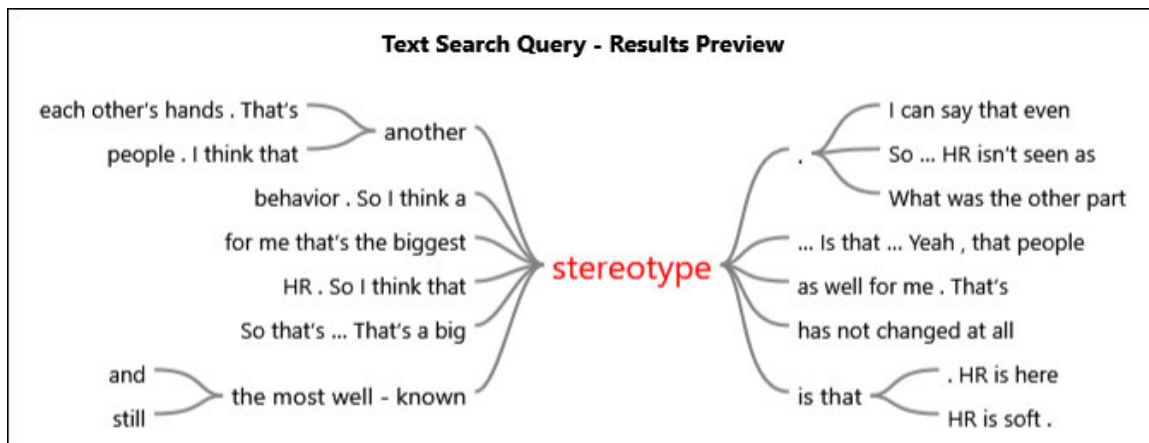 Text Search Query - Results Preview
each other's hands . That's
people . I think that
another
behavior . So I think a
for me that's the biggest
HR . So I think that
So that's ... That's a big
and
still
the most well - known
stereotype
.
I can say that even
So ... HR isn't seen as
What was the other part
... Is that ... Yeah , that people
as well for me . That's
has not changed at all
is that
. HR is here
HR is soft .